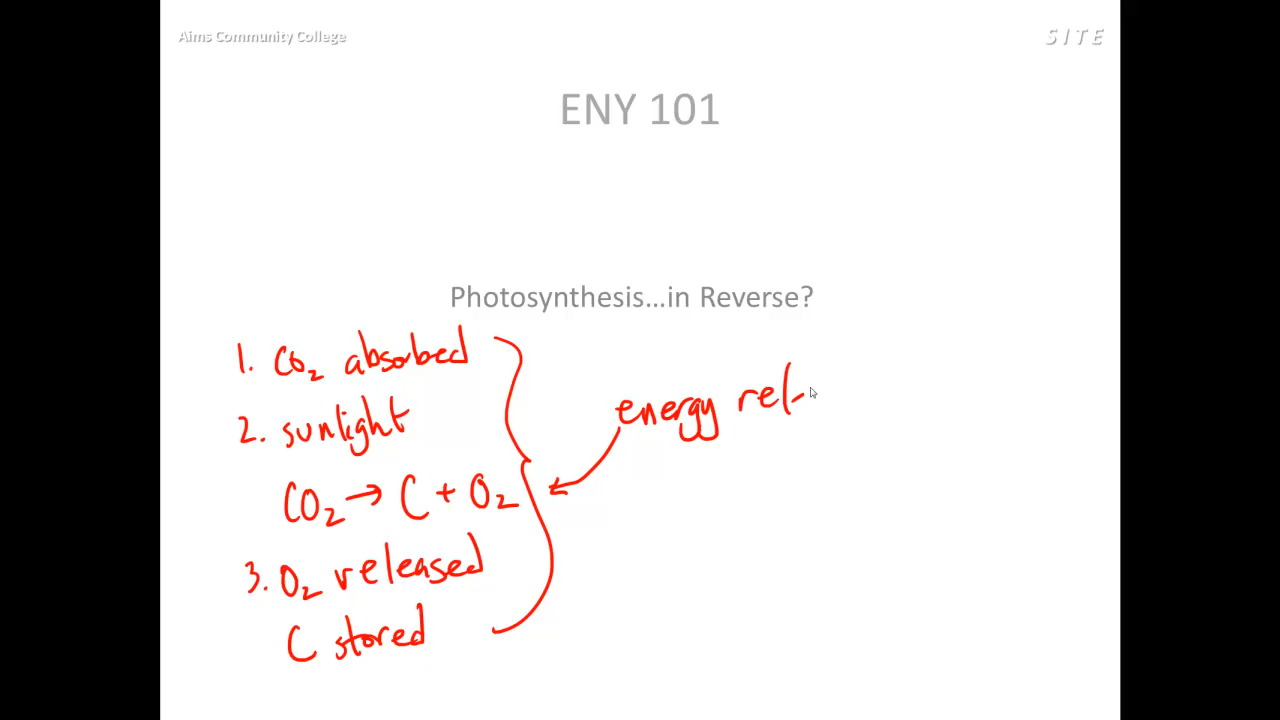 Aims Community College
SITE
ENY 101
Photosynthesis...in Reverse?
1. CO₂ absorbed
2. sunlight
CO₂ → C + O₂
3. O₂ released
C stored
energy